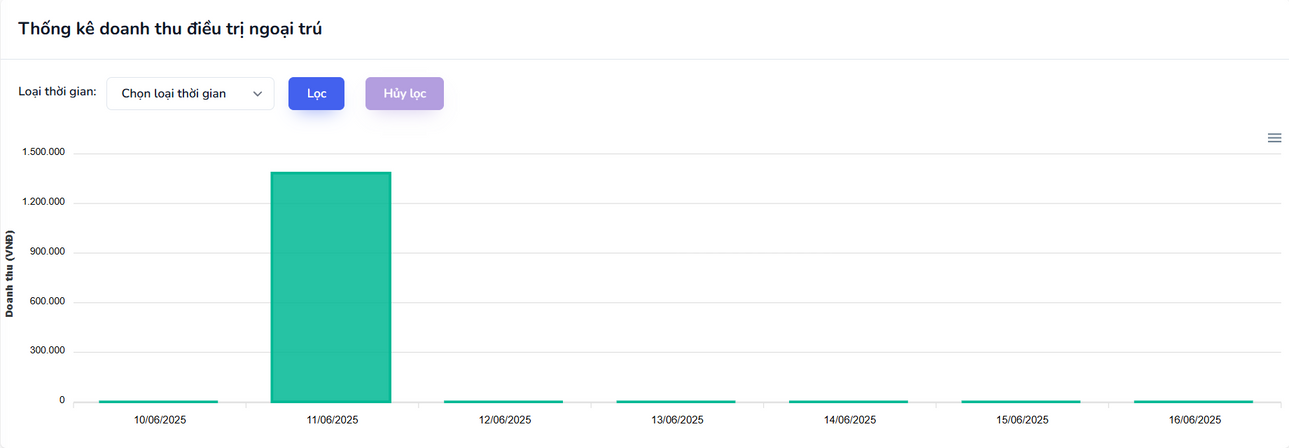 Thống kê doanh thu điều trị ngoại trú
Loại thời gian: Chọn loại thời gian Lọc Hủy lọc
Doanh thu (VNĐ)
1.500.000
1.200.000
900.000
600.000
300.000
0
10/06/2025 11/06/2025 12/06/2025 13/06/2025 14/06/2025 15/06/2025 16/06/2025